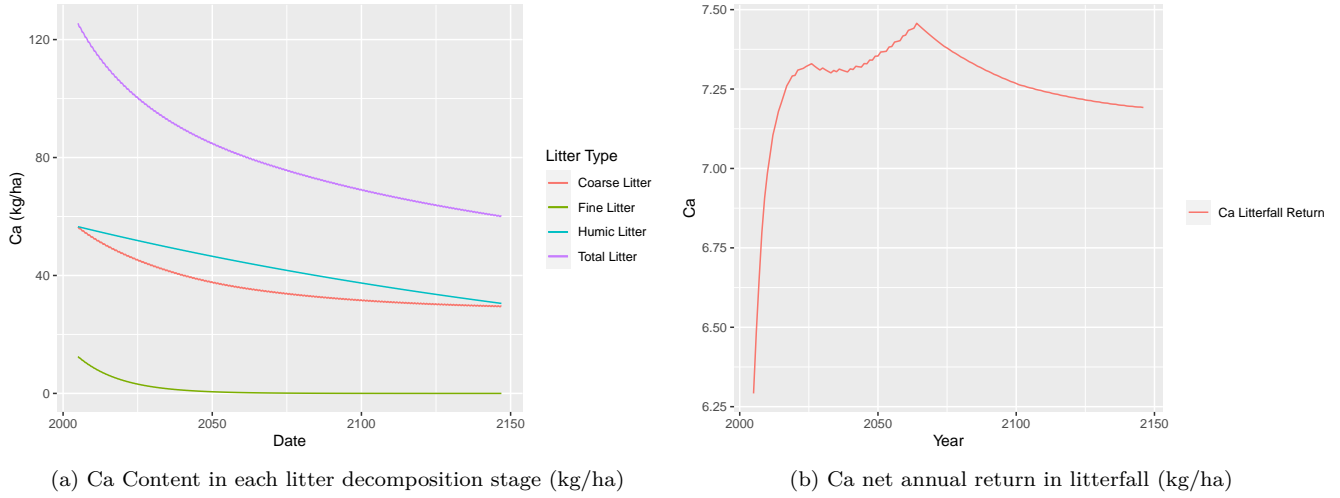 120
80
40
0
Ca (kg/ha)
2000
2050
2100
2150
Date
Litter Type
Coarse Litter
Fine Litter
Humic Litter
Total Litter
(a) Ca Content in each litter decomposition stage (kg/ha)
7.50
7.25
7.00
6.75
6.50
6.25
Ca
2000
2050
2100
2150
Year
Ca Litterfall Return
(b) Ca net annual return in litterfall (kg/ha)